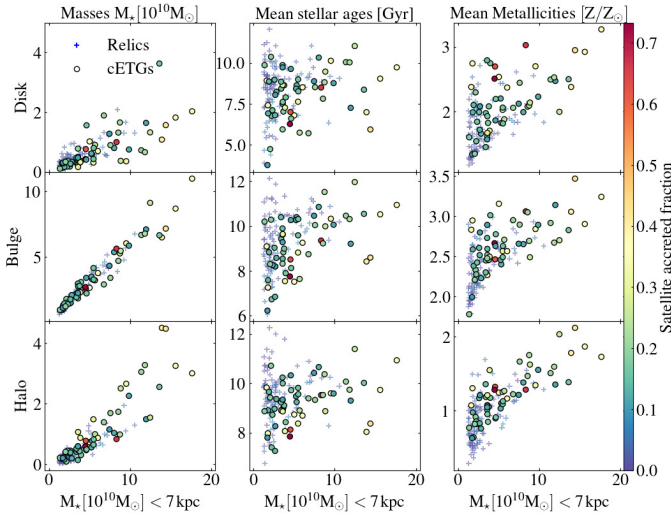 Masses M⋆[10¹⁰M⊙]
Mean stellar ages [Gyr]
Mean Metallicities [Z/Z⊙]
Relics
cETGs
Disk
4
2
0
10.0
7.5
5.0
3
2
Bulge
10
5
12
10
8
6
3.5
3.0
2.5
2.0
Halo
4
2
0
12
10
8
2
1
0 10 20
0 10 20
0 10 20
M⋆[10¹⁰M⊙] < 7 kpc
M⋆[10¹⁰M⊙] < 7 kpc
M⋆[10¹⁰M⊙] < 7 kpc
0.7
0.6
0.5
0.4
0.3
0.2
0.1
0.0
Satellite accreted fraction